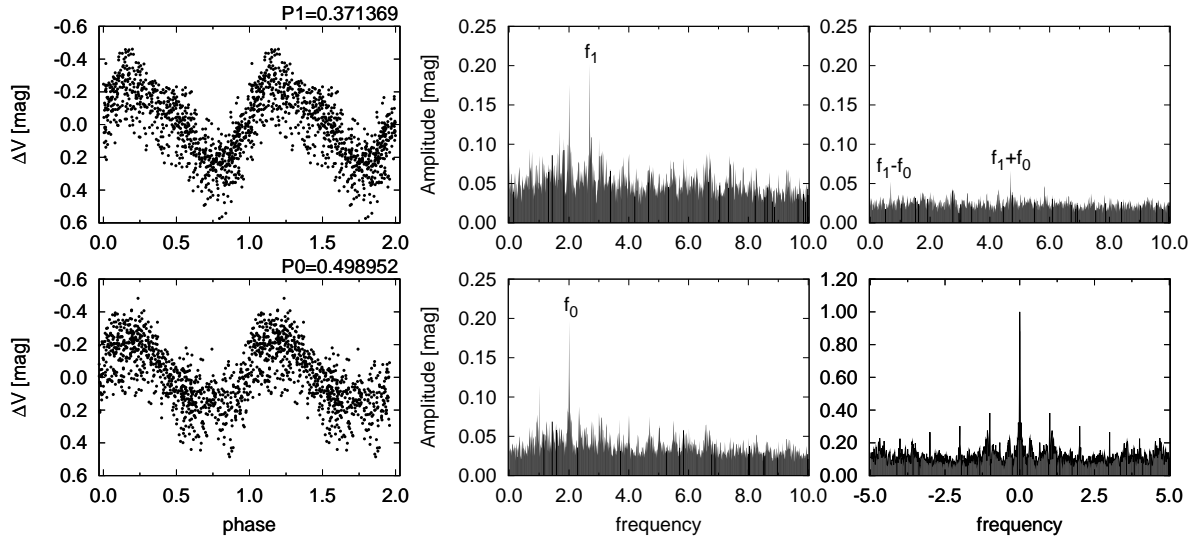 P1=0.371369
-0.6
-0.4
-0.2
0.0
0.2
0.4
0.6
ΔV [mag]
0.0 0.5 1.0 1.5 2.0
0.25
0.20
0.15
0.10
0.05
0.00
Amplitude [mag]
f1
0.0 2.0 4.0 6.0 8.0 10.0
0.25
0.20
0.15
0.10
0.05
0.00
f1-f0
f1+f0
0.0 2.0 4.0 6.0 8.0 10.0
P0=0.498952
-0.6
-0.4
-0.2
0.0
0.2
0.4
0.6
ΔV [mag]
0.0 0.5 1.0 1.5 2.0
phase
0.25
0.20
0.15
0.10
0.05
0.00
Amplitude [mag]
f0
0.0 2.0 4.0 6.0 8.0 10.0
frequency
1.20
1.00
0.80
0.60
0.40
0.20
0.00
-5.0 -2.5 0.0 2.5 5.0
frequency